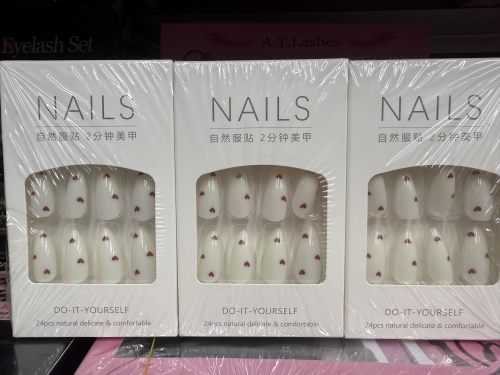 Eyelash Set
A.T.Lashes
NAILS
自然服贴 2分钟美甲
DO-IT-YOURSELF
24pcs natural delicate & comfortable
NAILS
自然服贴 2分钟美甲
DO-IT-YOURSELF
24pcs natural delicate & comfortable
NAILS
自然服贴 2分钟美甲
DO-IT-YOURSELF
24pcs natural delicate & comfortable